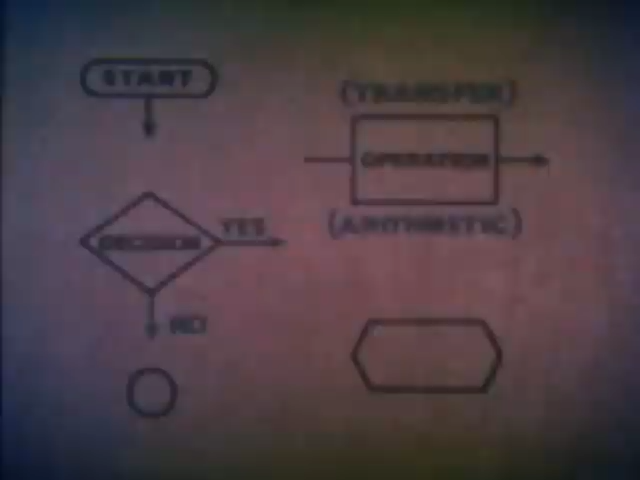 START
(TRANSFER)
OPERATION
(ARITHMETIC)
DECISION
YES
NO